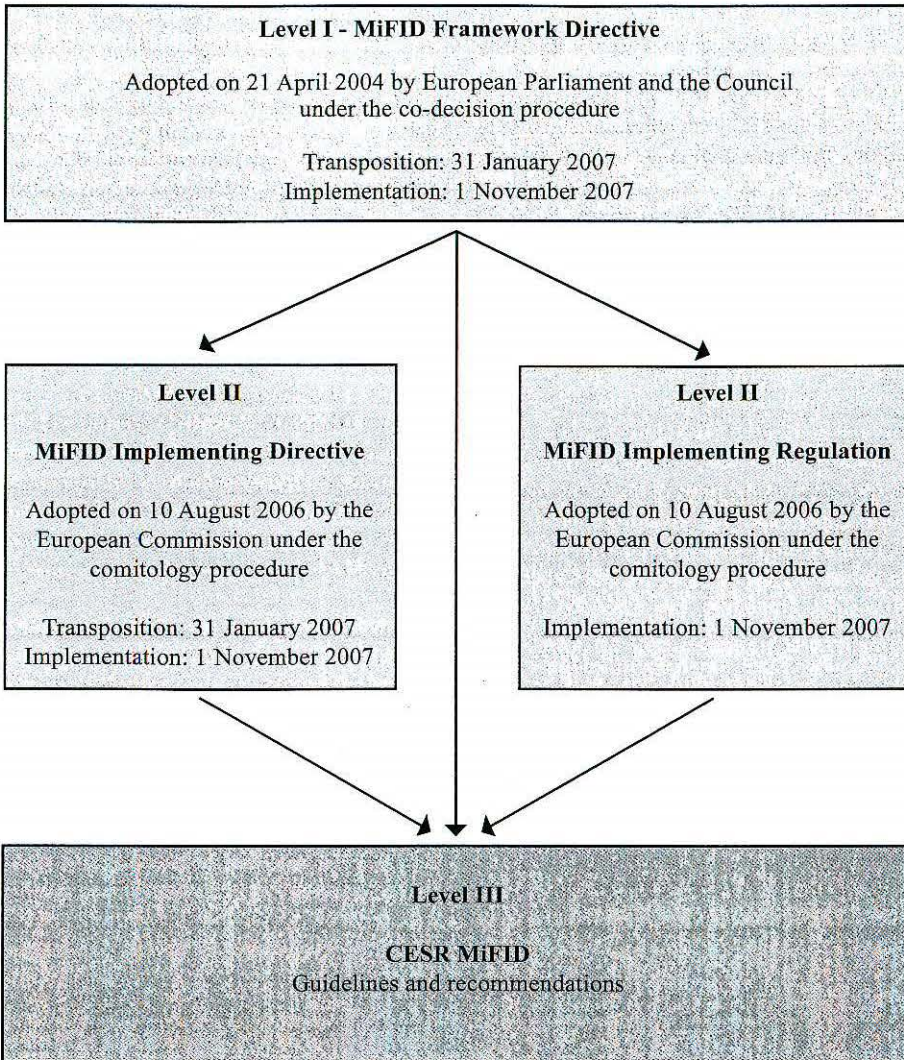 Level I - MiFID Framework Directive
Adopted on 21 April 2004 by European Parliament and the Council
under the co-decision procedure
Transposition: 31 January 2007
Implementation: 1 November 2007
Level II
MiFID Implementing Directive
Adopted on 10 August 2006 by the
European Commission under the
comitology procedure
Transposition: 31 January 2007
Implementation: 1 November 2007
Level II
MiFID Implementing Regulation
Adopted on 10 August 2006 by the
European Commission under the
comitology procedure
Implementation: 1 November 2007
Level III
CESR MiFID
Guidelines and recommendations